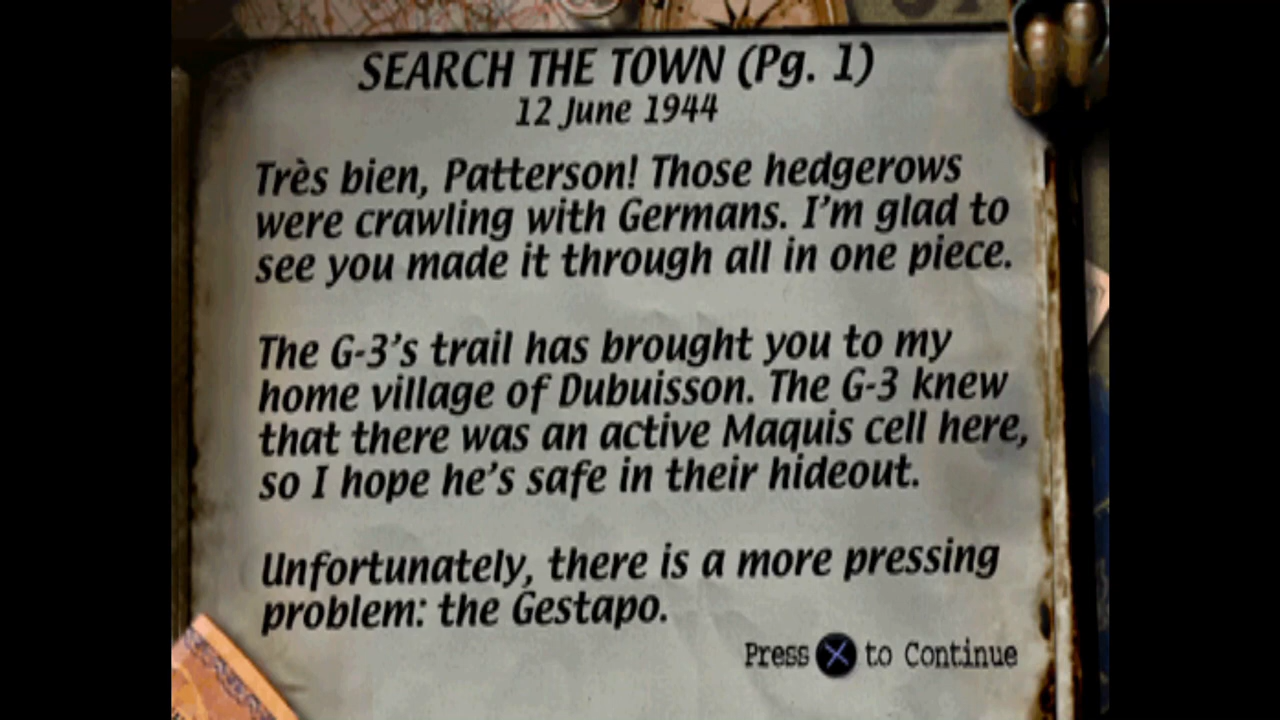 SEARCH THE TOWN (Pg. 1)
12 June 1944
Très bien, Patterson! Those hedgerows
were crawling with Germans. I'm glad to
see you made it through all in one piece.
The G-3's trail has brought you to my
home village of Dubuisson. The G-3 knew
that there was an active Maquis cell here,
so I hope he's safe in their hideout.
Unfortunately, there is a more pressing
problem: the Gestapo.
Press X to Continue